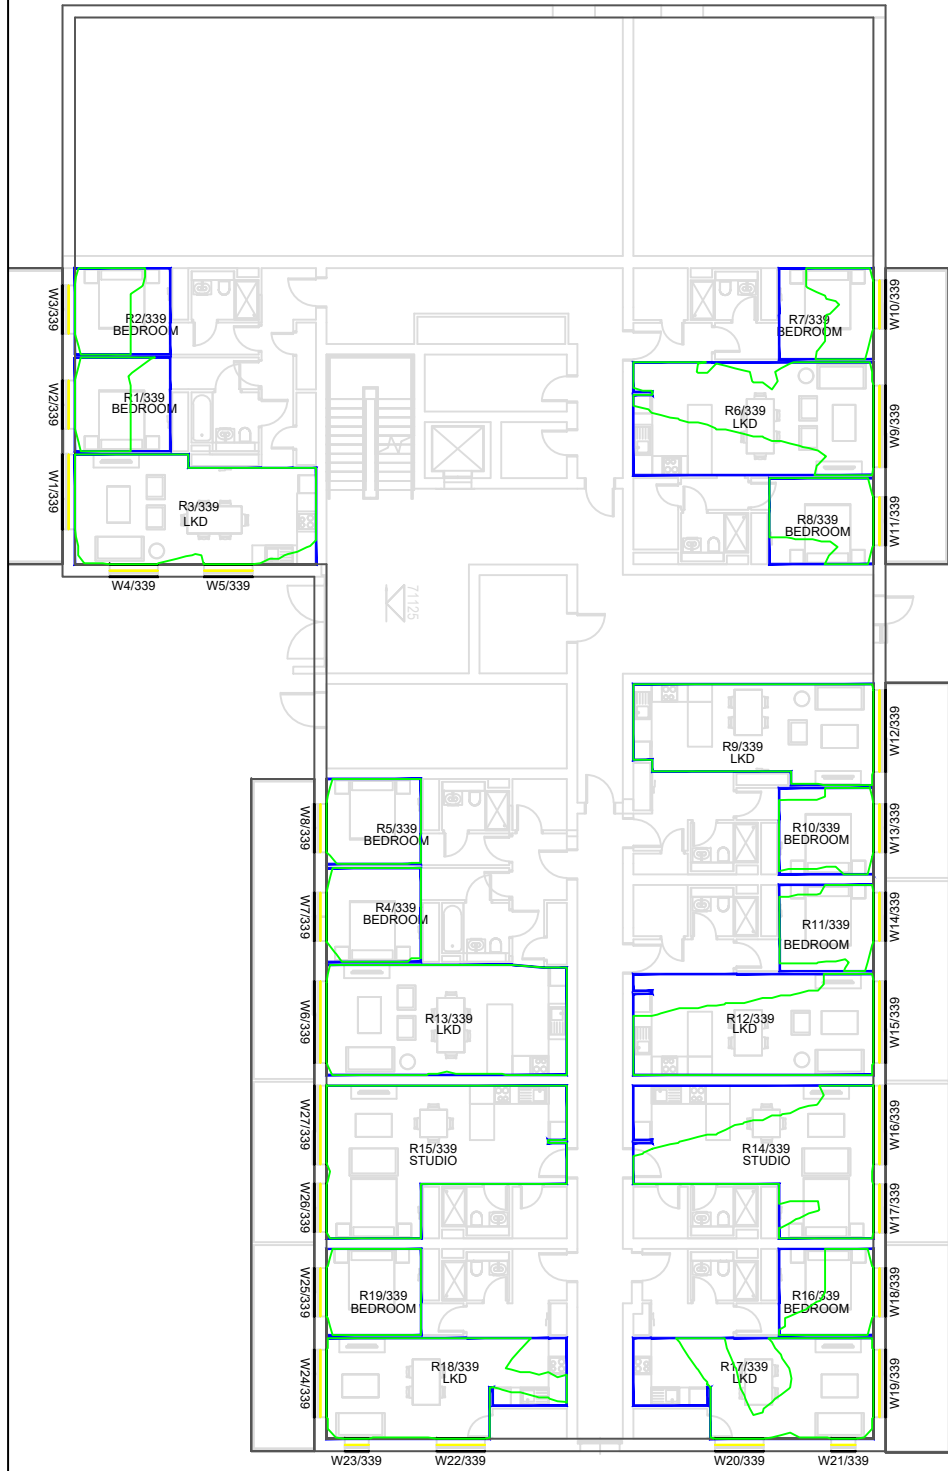 W3/339
R2/339
BEDROOM
R7/339
BEDROOM
W10/339
W2/339
R1/339
BEDROOM
R6/339
LKD
W9/339
W1/339
R3/339
LKD
R8/339
BEDROOM
W11/339
W4/339
W5/339
71125
R9/339
LKD
W12/339
W8/339
R5/339
BEDROOM
R10/339
BEDROOM
W13/339
W7/339
R4/339
BEDROOM
R11/339
BEDROOM
W14/339
W6/339
R13/339
LKD
R12/339
LKD
W15/339
W27/339
R15/339
STUDIO
R14/339
STUDIO
W16/339
W26/339
W17/339
W25/339
R19/339
BEDROOM
R16/339
BEDROOM
W18/339
W24/339
R18/339
LKD
R17/339
LKD
W19/339
W23/339
W22/339
W20/339
W21/339